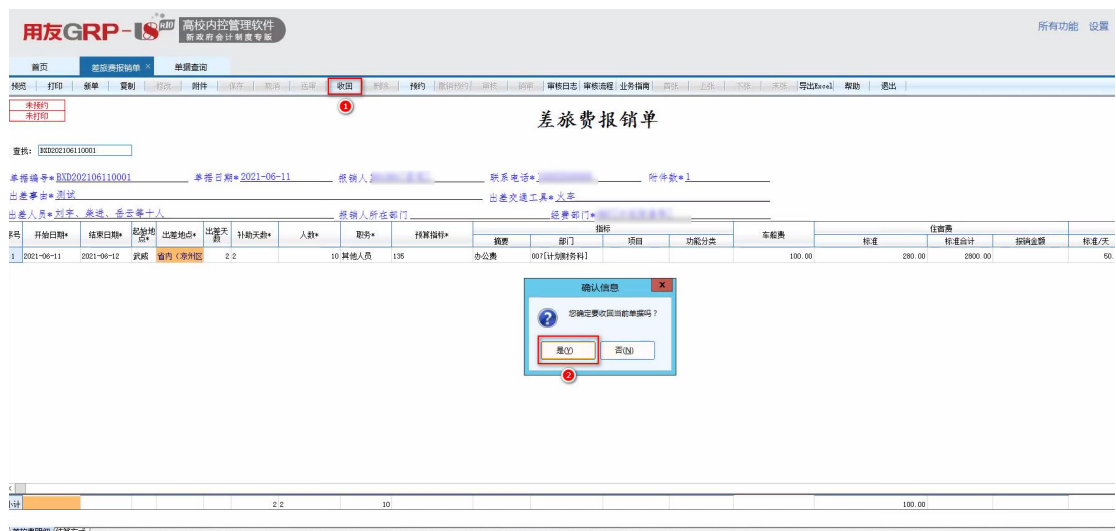 用友GRP-U8 R10 高校内控管理软件
新政府会计制度专版
所有功能 设置
首页 差旅费报销单 × 单据查询
预览 打印 新单 复制 修改 附件 保存 取消 送审 收回 删除 预约 撤销预约 审核 销审 审核日志 审核流程 业务指南 首张 上张 下张 末张 导出Excel 帮助 退出
1
未预约
未打印
差旅费报销单
查找: BXD202106110001
单据编号* BXD202106110001 单据日期* 2021-06-11 报销人 联系电话* 附件数* 1
出差事由* 测试 出差交通工具* 火车
出差人员* 刘宇、柴进、岳云等十人 报销人所在部门 经费部门*
序号 开始日期* 结束日期* 起始地点* 出差地点* 出差天数 补助天数* 人数* 职务* 预算指标* 指标 车船费 住宿费
摘要 部门 项目 功能分类 标准 标准合计 报销金额 标准/天
1 2021-06-11 2021-06-12 武威 省内（凉州区 2 2 10 其他人员 135 办公费 007[计划财务科] 100.00 280.00 2800.00 50.
确认信息 x
您确定要收回当前单据吗？
是(Y) 否(N)
2
小计 2 2 10 100.00